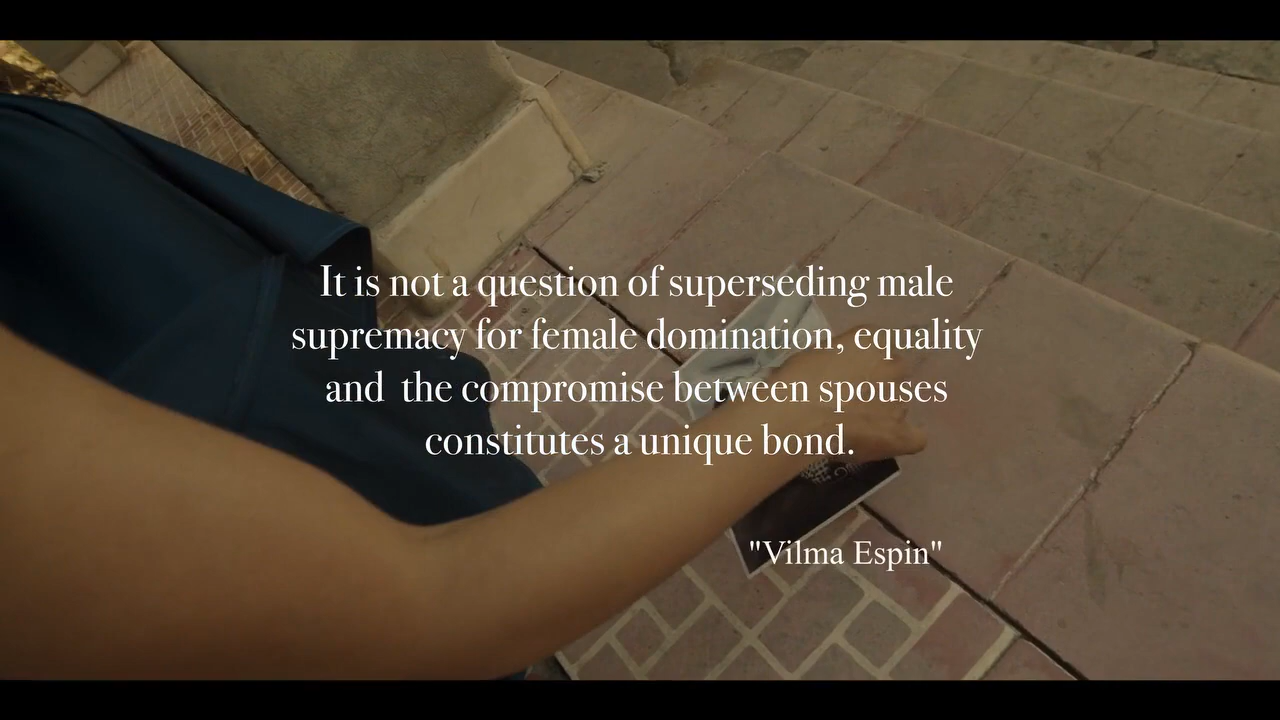 It is not a question of superseding male
supremacy for female domination, equality
and  the compromise between spouses
constitutes a unique bond.
"Vilma Espin"